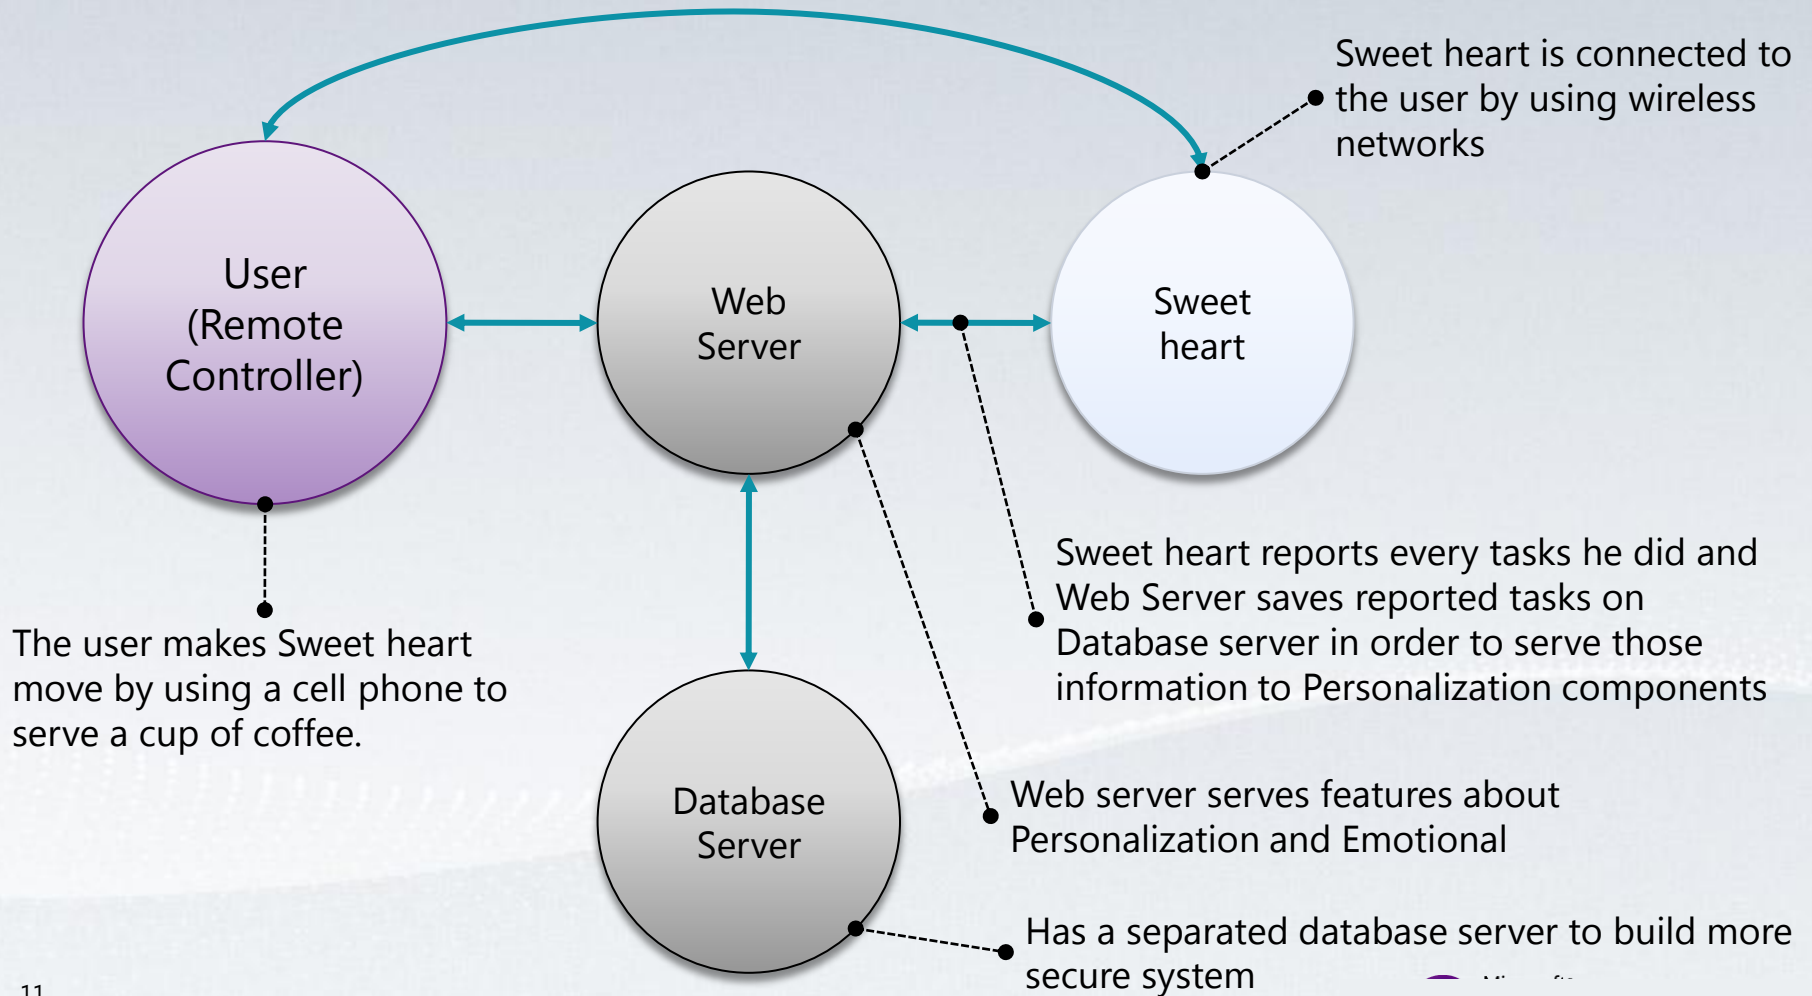 Sweet heart is connected to
the user by using wireless
networks
User
(Remote
Controller)
Web
Server
Sweet
heart
The user makes Sweet heart
move by using a cell phone to
serve a cup of coffee.
Sweet heart reports every tasks he did and
Web Server saves reported tasks on
Database server in order to serve those
information to Personalization components
Database
Server
Web server serves features about
Personalization and Emotional
Has a separated database server to build more
secure system
11